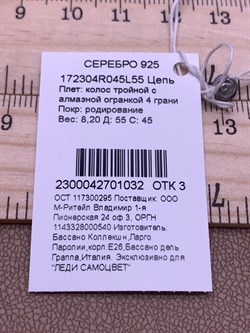 СЕРЕБРО 925
172304R045L55 Цепь
Плет: колос тройной с
алмазной огранкой 4 грани
Покр: родирование
Вес: 8,20 Д: 55 С: 45
2300042701032 ОТК 3
ОСТ 117300295 Поставщик: ООО
М-Ритейл Владимир 1-я
Пионерская 24 оф 3, ОРГН
1143328000540 Изготовитель:
Бассано Коллекшн,Ларго
Паролии,корп.Е26,Бассано дель
Граппа,Италия. Эксклюзивно для
"ЛЕДИ САМОЦВЕТ"